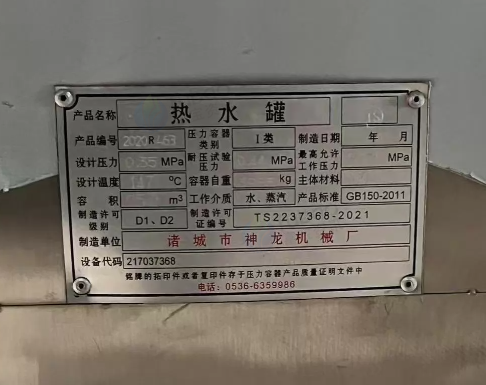 产品名称 热水罐
产品编号 2020R 463 压力容器类别 I 类 制造日期 年 月
设计压力 0.35 MPa 耐压试验压力 MPa 最高允许工作压力 MPa
设计温度 147 ℃ 容器自重 kg 主体材料
容积 m³ 工作介质 水、蒸汽 产品标准 GB150-2011
制造许可级别 D1、D2 制造许可证编号 TS2237368-2021
制造单位 诸城市神龙机械厂
设备代码 217037368
铭牌的拓印件或者复印件存于压力容器产品质量证明文件中
电话：0536-6359986